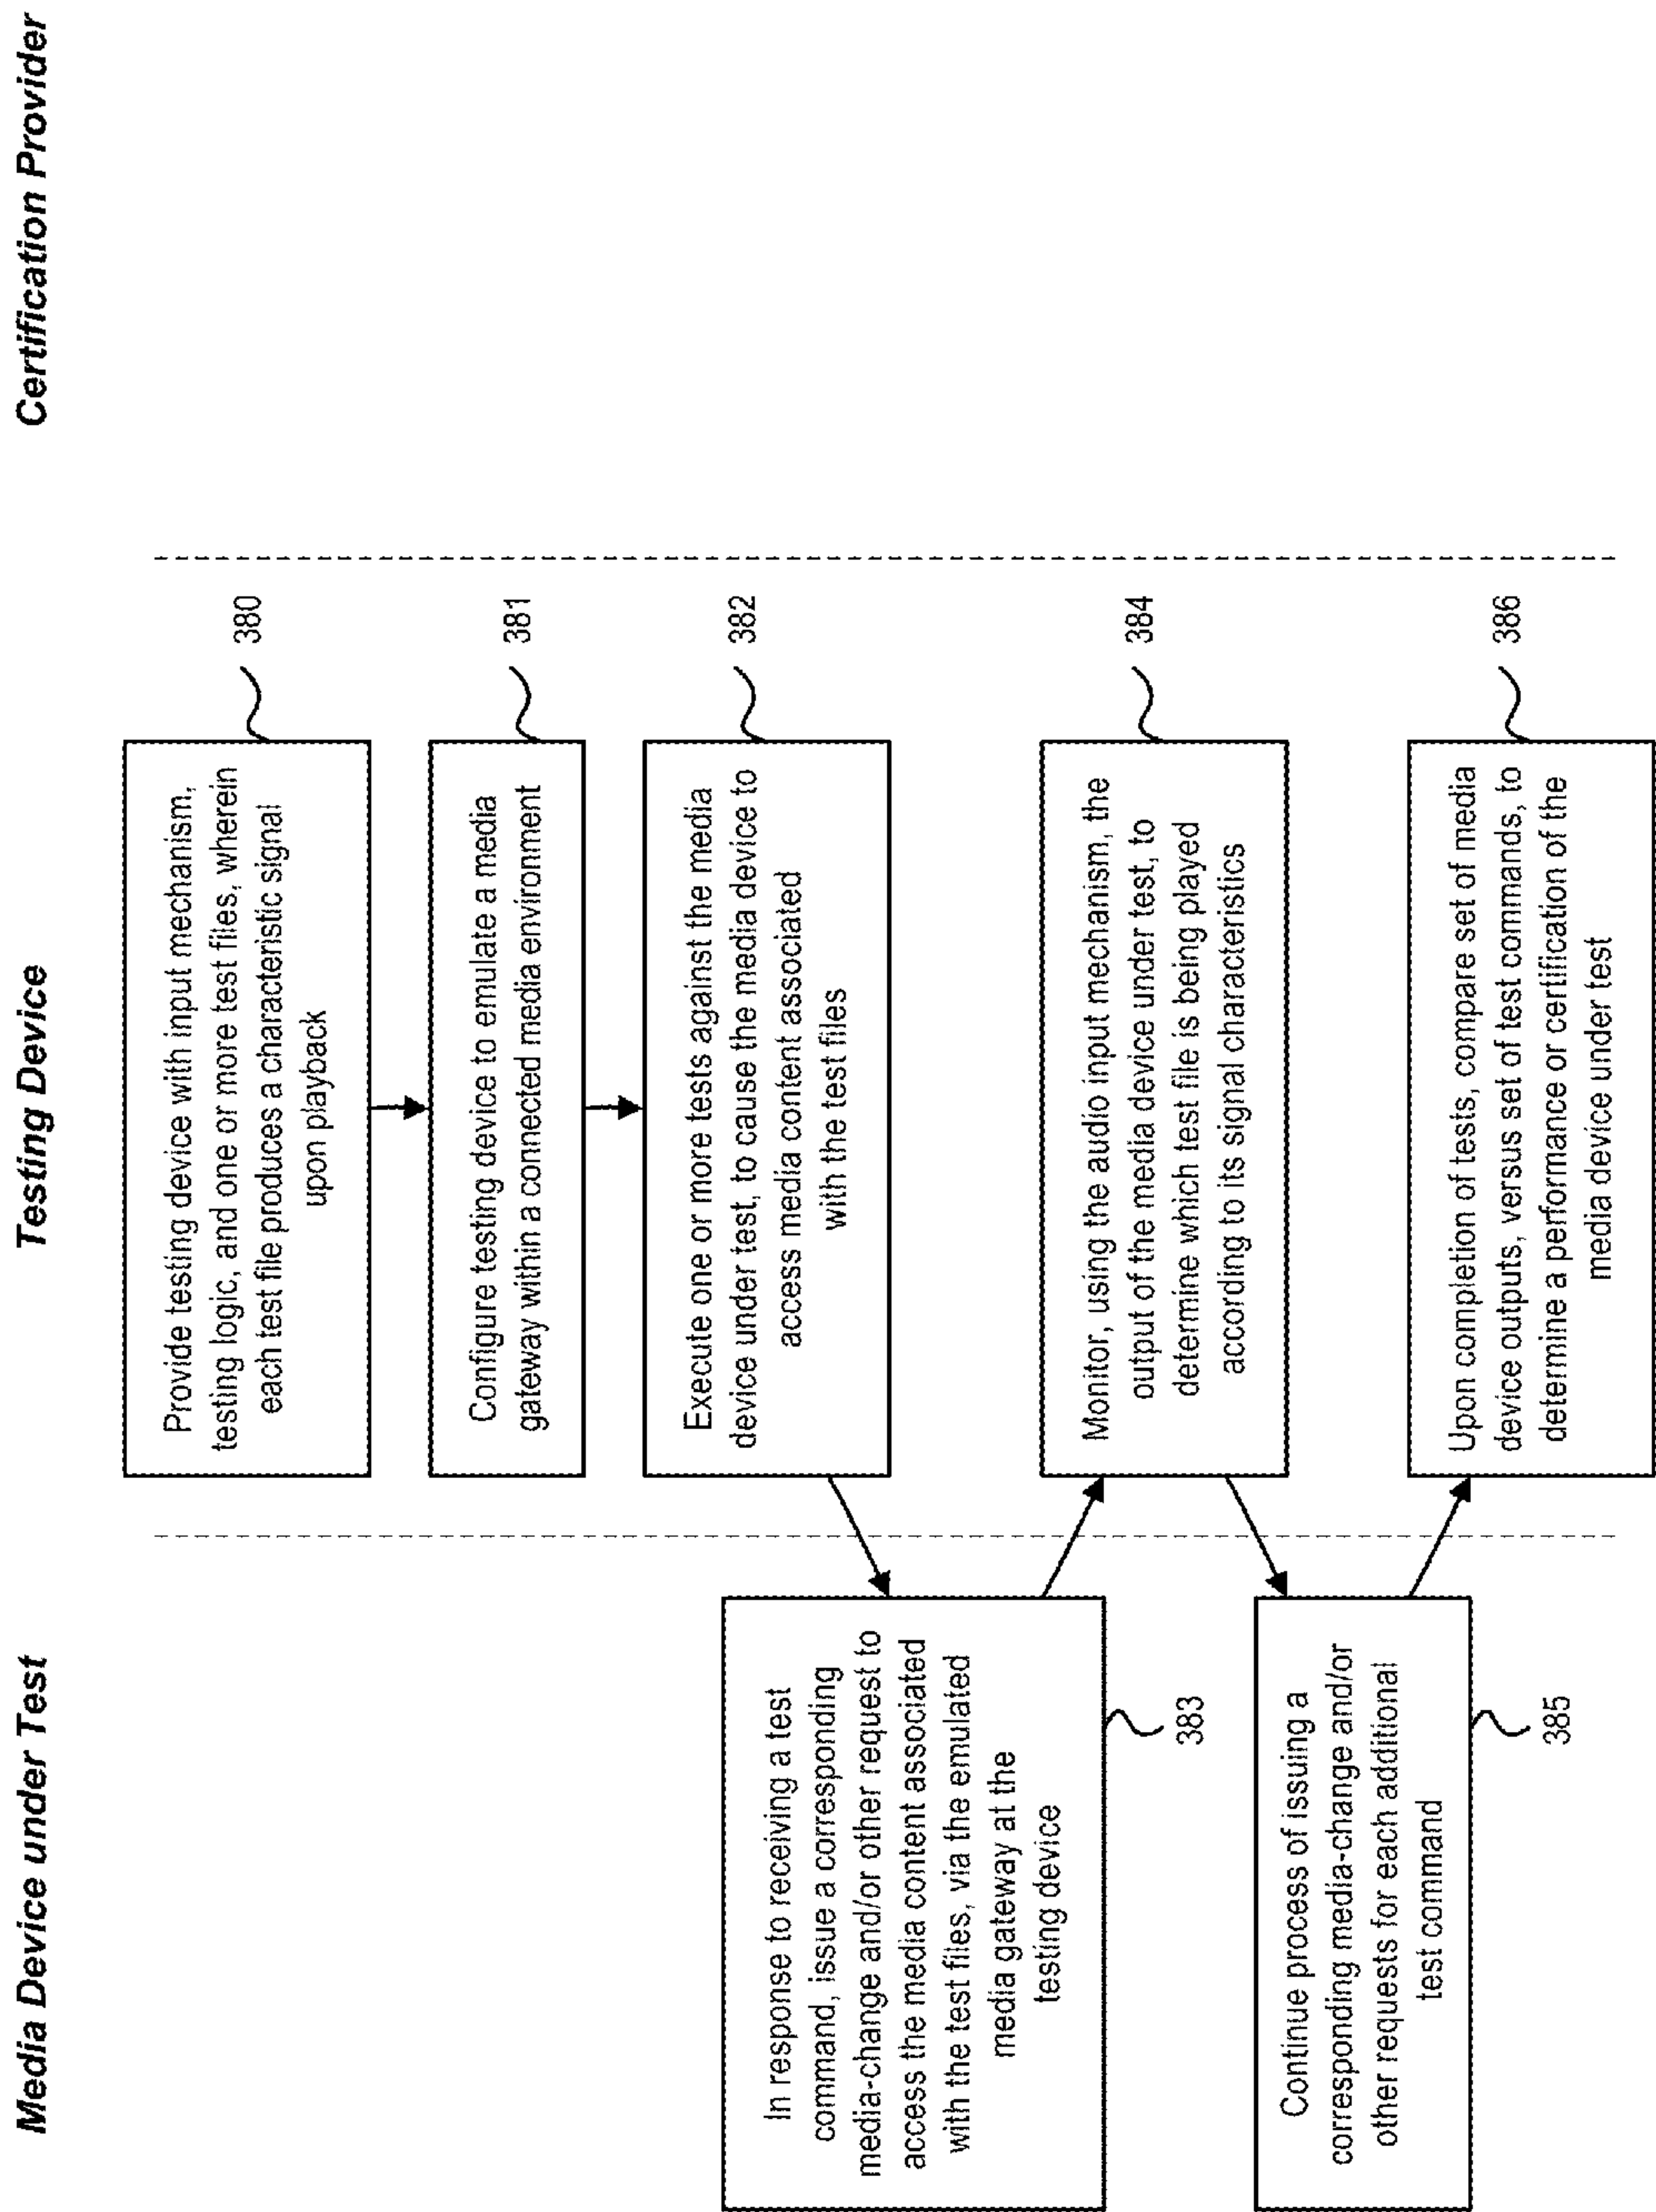 Media Device under Test
Testing Device
Certification Provider
Provide testing device with input mechanism,
testing logic, and one or more test files, wherein
each test file produces a characteristic signal
upon playback
380
Configure testing device to emulate a media
gateway within a connected media environment
381
Execute one or more tests against the media
device under test, to cause the media device to
access media content associated
with the test files
382
In response to receiving a test
command, issue a corresponding
media-change and/or other request to
access the media content associated
with the test files, via the emulated
media gateway at the
testing device
383
Monitor, using the audio input mechanism, the
output of the media device under test, to
determine which test file is being played
according to its signal characteristics
384
Continue process of issuing a
corresponding media-change and/or
other requests for each additional
test command
385
Upon completion of tests, compare set of media
device outputs, versus set of test commands, to
determine a performance or certification of the
media device under test
386